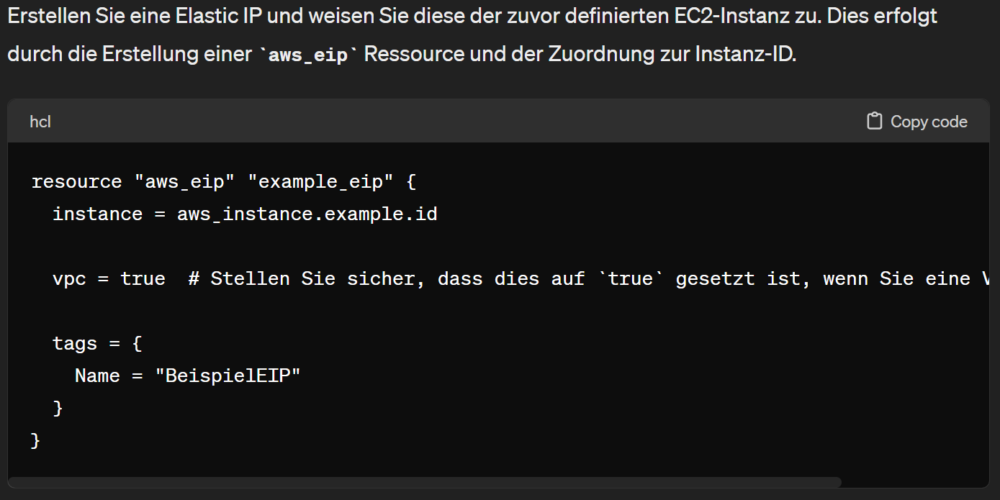 Erstellen Sie eine Elastic IP und weisen Sie diese der zuvor definierten EC2-Instanz zu. Dies erfolgt
durch die Erstellung einer `aws_eip` Ressource und der Zuordnung zur Instanz-ID.
hcl
Copy code
resource "aws_eip" "example_eip" {
  instance = aws_instance.example.id
  vpc = true  # Stellen Sie sicher, dass dies auf `true` gesetzt ist, wenn Sie eine
  tags = {
    Name = "BeispielEIP"
  }
}